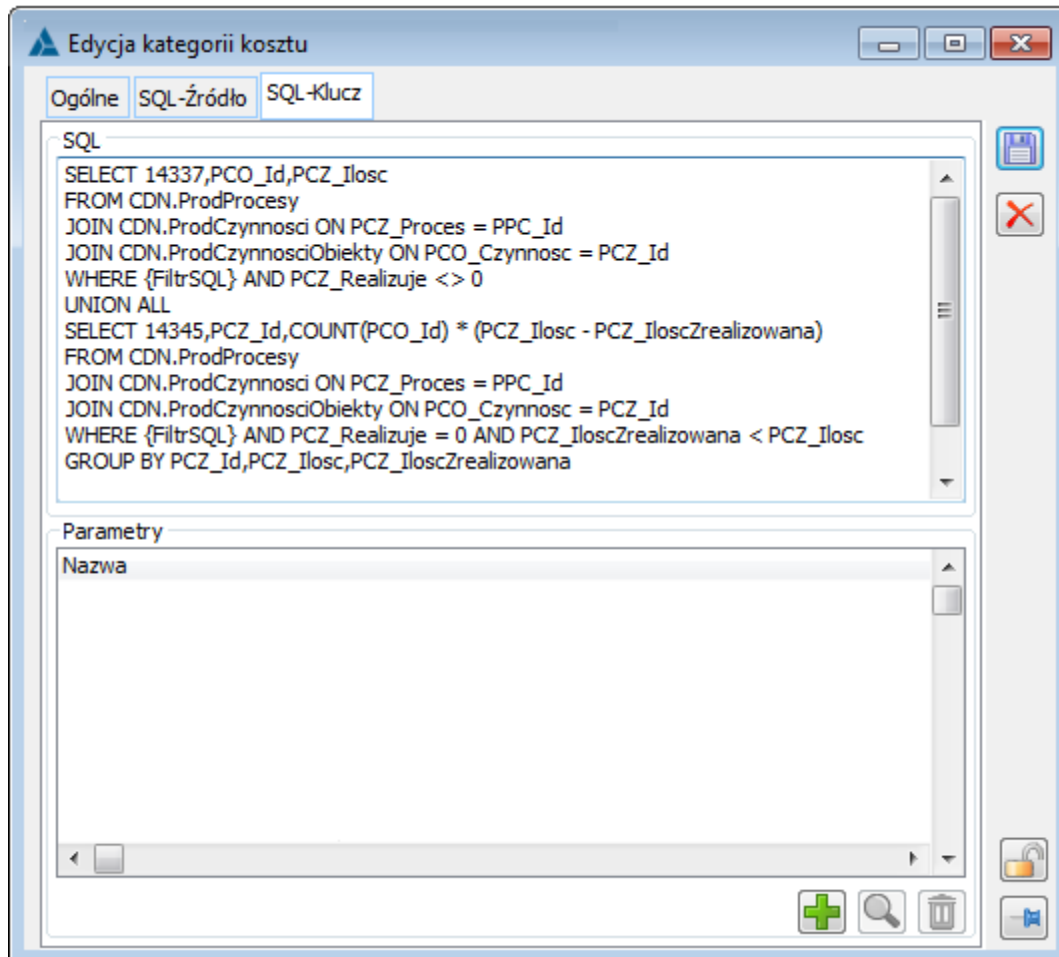 Edycja kategorii kosztu
Ogólne SQL-Źródło SQL-Klucz
SQL
SELECT 14337,PCO_Id,PCZ_Ilosc
FROM CDN.ProdProcesy
JOIN CDN.ProdCzynnosci ON PCZ_Proces = PPC_Id
JOIN CDN.ProdCzynnosciObiekty ON PCO_Czynnosc = PCZ_Id
WHERE {FiltrSQL} AND PCZ_Realizuje <> 0
UNION ALL
SELECT 14345,PCZ_Id,COUNT(PCO_Id) * (PCZ_Ilosc - PCZ_IloscZrealizowana)
FROM CDN.ProdProcesy
JOIN CDN.ProdCzynnosci ON PCZ_Proces = PPC_Id
JOIN CDN.ProdCzynnosciObiekty ON PCO_Czynnosc = PCZ_Id
WHERE {FiltrSQL} AND PCZ_Realizuje = 0 AND PCZ_IloscZrealizowana < PCZ_Ilosc
GROUP BY PCZ_Id,PCZ_Ilosc,PCZ_IloscZrealizowana
Parametry
Nazwa